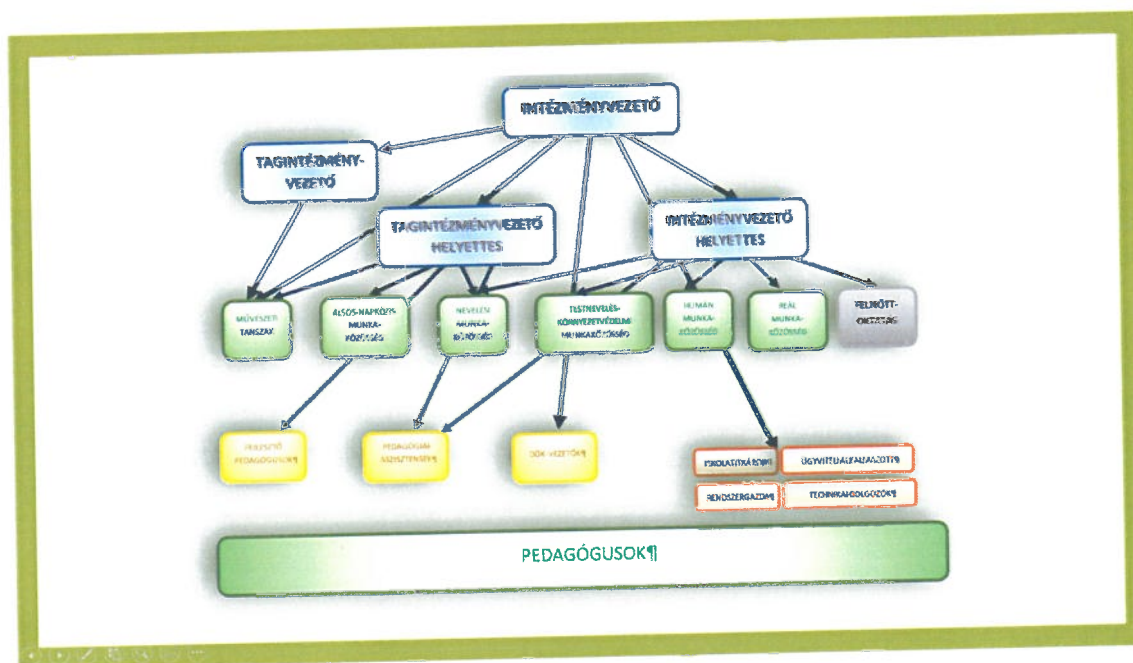 INTÉZMÉNYVEZETŐ
TAGINTÉZMÉNY-
VEZETŐ
TAGINTÉZMÉNYVEZETŐ
HELYETTES
INTÉZMÉNYVEZETŐ
HELYETTES
MŰVÉSZETI
TANSZAK
ALSÓS-NAPKÖZIS
MUNKA-
KÖZÖSSÉG
NEVELÉSI
MUNKA-
KÖZÖSSÉG
TESTNEVELÉS-
KÖRNYEZETVÉDELMI
MUNKAKÖZÖSSÉG
HUMÁN
MUNKA-
KÖZÖSSÉG
REÁL
MUNKA-
KÖZÖSSÉG
FELNŐTT-
OKTATÁS
FEJLESZTŐ
PEDAGÓGUSOK¶
PEDAGÓGIAI
ASSZISZTENSEK¶
DÖK-VEZETŐK¶
ISKOLATITKÁROK¶
ÜGYVITELI ALKALMAZOTT¶
RENDSZERGAZDA¶
TECHNIKAI DOLGOZÓK¶
PEDAGÓGUSOK¶